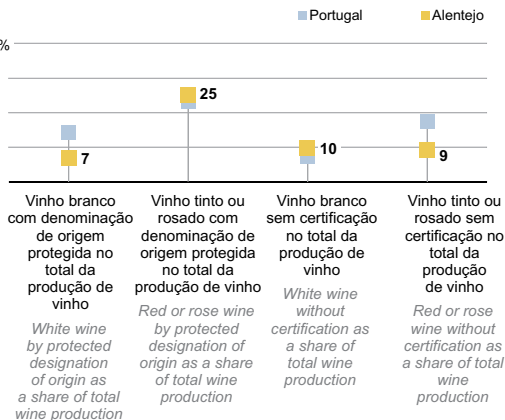 Portugal
Alentejo
%
7
25
10
9
Vinho branco
com denominação
de origem
protegida no
total da
produção de
vinho
White wine
by protected
designation
of origin as
a share of total
wine production
Vinho tinto ou
rosado com
denominação de
origem protegida
no total da
produção de vinho
Red or rose wine
by protected
designation of
origin as a share
of total wine
production
Vinho branco
sem certificação
no total da
produção de
vinho
White wine
without
certification as
a share of
total wine
production
Vinho tinto ou
rosado sem
certificação no
total da
produção
de vinho
Red or rose
wine without
certification as
a share of total
wine
production